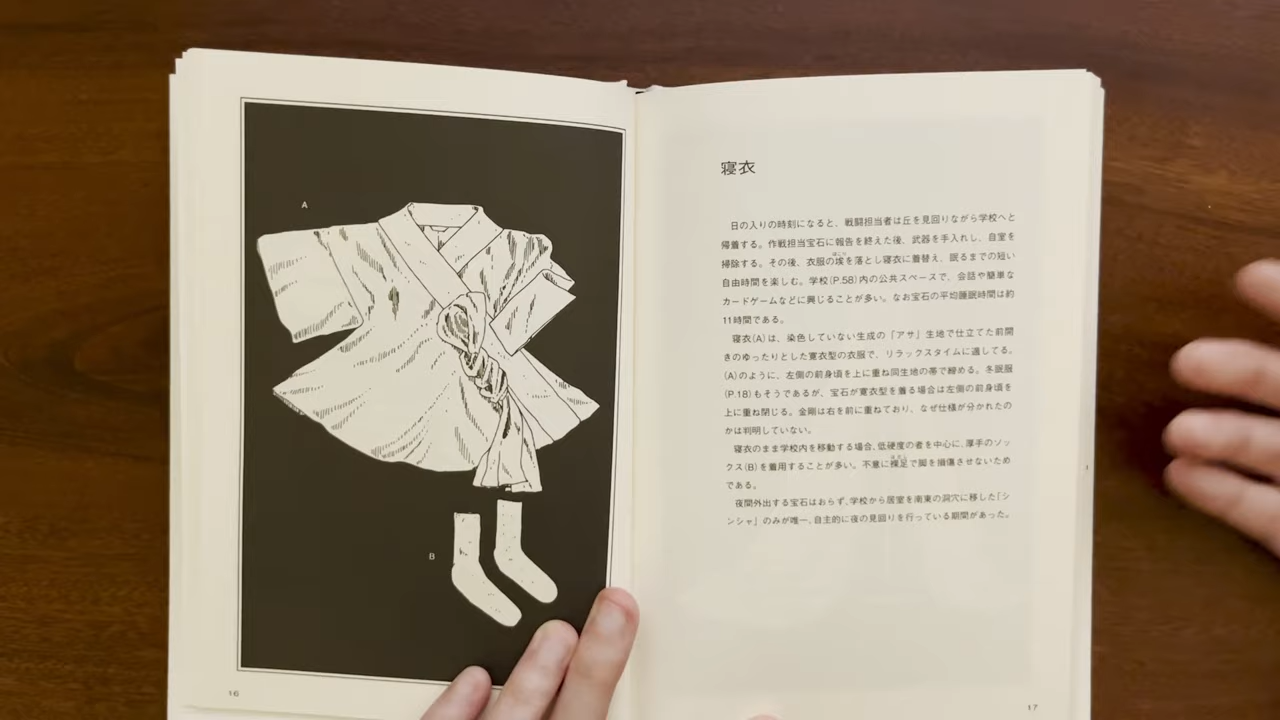 A
B
16
寝衣
日の入りの時刻になると、戦闘担当者は丘を見回りながら学校へと
帰着する。作戦担当宝石に報告を終えた後、武器を手入れし、自室を
掃除する。その後、衣服の埃を落とし寝衣に着替え、眠るまでの短い
自由時間を楽しむ。学校(P.58)内の公共スペースで、会話や簡単な
カードゲームなどに興じることが多い。なお宝石の平均睡眠時間は約
11時間である。
寝衣(A)は、染色していない生成の「アサ」生地で仕立てた前開
きのゆったりとした寛衣型の衣服で、リラックスタイムに適してる。
(A)のように、左側の前身頃を上に重ね同生地の帯で締める。冬眠服
(P.18)もそうであるが、宝石が寛衣型を着る場合は左側の前身頃を
上に重ね閉じる。金剛は右を前に重ねており、なぜ仕様が分かれたの
かは判明していない。
寝衣のまま学校内を移動する場合、低硬度の者を中心に、厚手のソッ
クス(B)を着用することが多い。不意に裸足で脚を損傷させないため
である。
夜間外出する宝石はおらず、学校から居室を南東の洞穴に移した「シ
ンシャ」のみが唯一、自主的に夜の見回りを行っている期間があった。
17